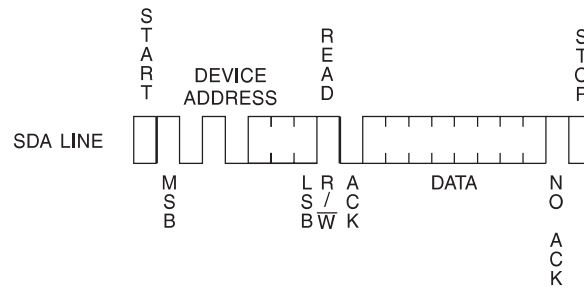 START
DEVICE
ADDRESS
READ
STOP
SDA LINE
MSB
LSB
R/W
ACK
DATA
NO ACK